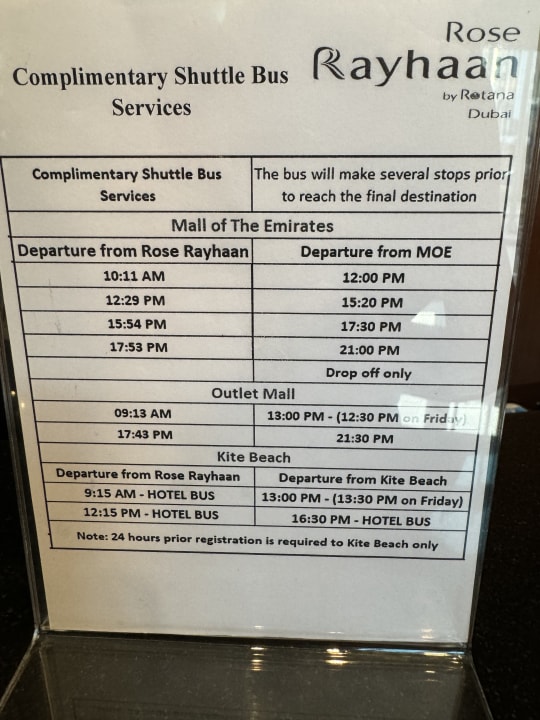 Rose
Rayhaan
by Rotana
Dubai
Complimentary Shuttle Bus
Services
Complimentary Shuttle Bus
Services
The bus will make several stops prior
to reach the final destination
Mall of The Emirates
Departure from Rose Rayhaan Departure from MOE
10:11 AM 12:00 PM
12:29 PM 15:20 PM
15:54 PM 17:30 PM
17:53 PM 21:00 PM
Drop off only
Outlet Mall
09:13 AM 13:00 PM - (12:30 PM on Friday)
17:43 PM 21:30 PM
Kite Beach
Departure from Rose Rayhaan Departure from Kite Beach
9:15 AM - HOTEL BUS 13:00 PM - (13:30 PM on Friday)
12:15 PM - HOTEL BUS 16:30 PM - HOTEL BUS
Note: 24 hours prior registration is required to Kite Beach only